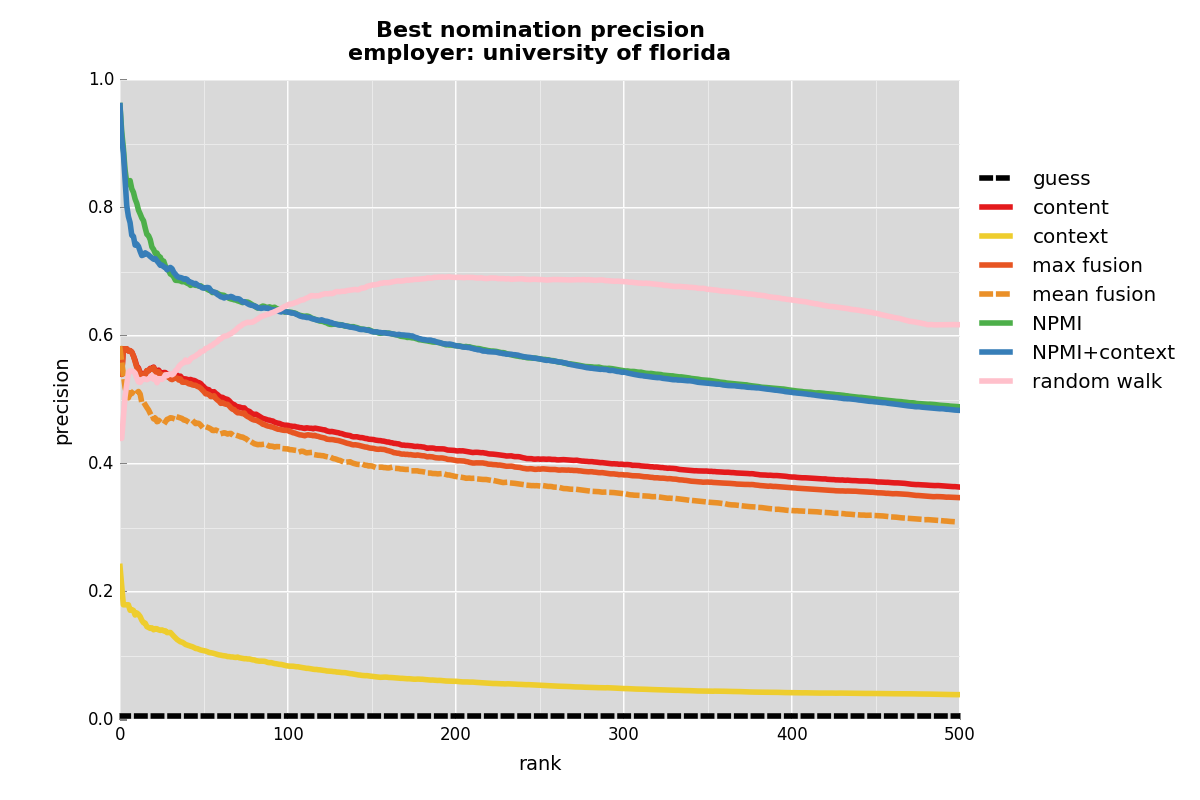 Best nomination precision
employer: university of florida
precision
1.0
0.8
0.6
0.4
0.2
0.0
0 100 200 300 400 500
rank
guess
content
context
max fusion
mean fusion
NPMI
NPMI+context
random walk